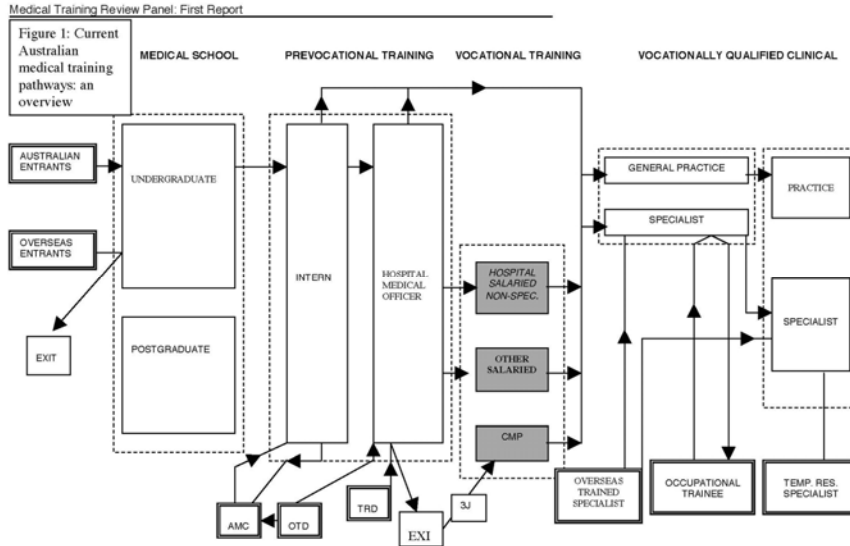 Medical Training Review Panel: First Report
Figure 1: Current
Australian
medical training
pathways: an
overview
MEDICAL SCHOOL
PREVOCATIONAL TRAINING
VOCATIONAL TRAINING
VOCATIONALLY QUALIFIED CLINICAL
AUSTRALIAN
ENTRANTS
UNDERGRADUATE
GENERAL PRACTICE
PRACTICE
SPECIALIST
OVERSEAS
ENTRANTS
INTERN
HOSPITAL
MEDICAL
OFFICER
HOSPITAL
SALARIED
NON-SPEC.
SPECIALIST
EXIT
POSTGRADUATE
OTHER
SALARIED
CMP
OVERSEAS
TRAINED
SPECIALIST
OCCUPATIONAL
TRAINEE
TEMP. RES.
SPECIALIST
AMC
OTD
TRD
EXI
3J